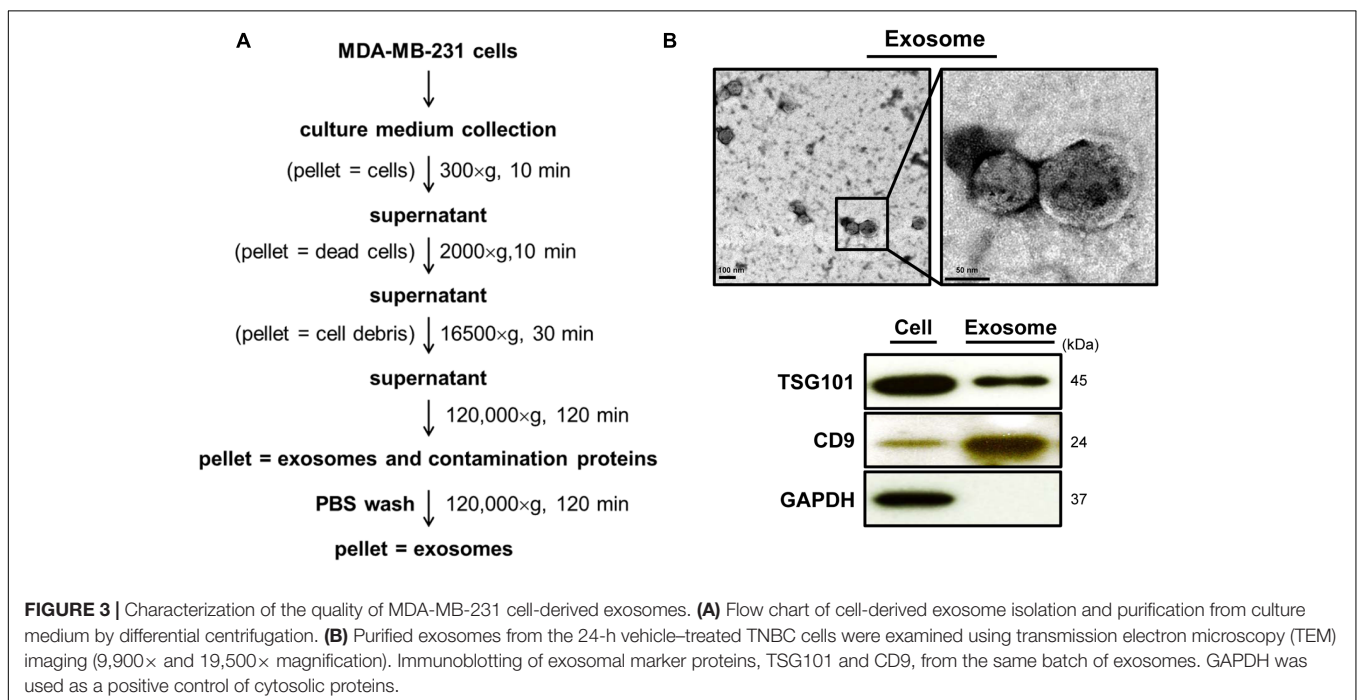 A
MDA-MB-231 cells
culture medium collection
(pellet = cells) 300×g, 10 min
supernatant
(pellet = dead cells) 2000×g,10 min
supernatant
(pellet = cell debris) 16500×g, 30 min
supernatant
120,000×g, 120 min
pellet = exosomes and contamination proteins
PBS wash 120,000×g, 120 min
pellet = exosomes
B
Exosome
100 nm
50 nm
Cell Exosome
(kDa)
TSG101 45
CD9 24
GAPDH 37
FIGURE 3 | Characterization of the quality of MDA-MB-231 cell-derived exosomes. (A) Flow chart of cell-derived exosome isolation and purification from culture
medium by differential centrifugation. (B) Purified exosomes from the 24-h vehicle–treated TNBC cells were examined using transmission electron microscopy (TEM)
imaging (9,900× and 19,500× magnification). Immunoblotting of exosomal marker proteins, TSG101 and CD9, from the same batch of exosomes. GAPDH was
used as a positive control of cytosolic proteins.